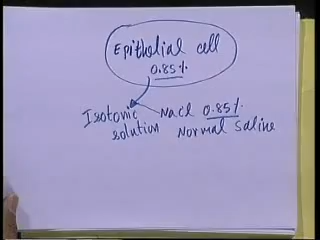 Epithelial cell
0.85%
Isotonic NaCl 0.85%
solution Normal Saline